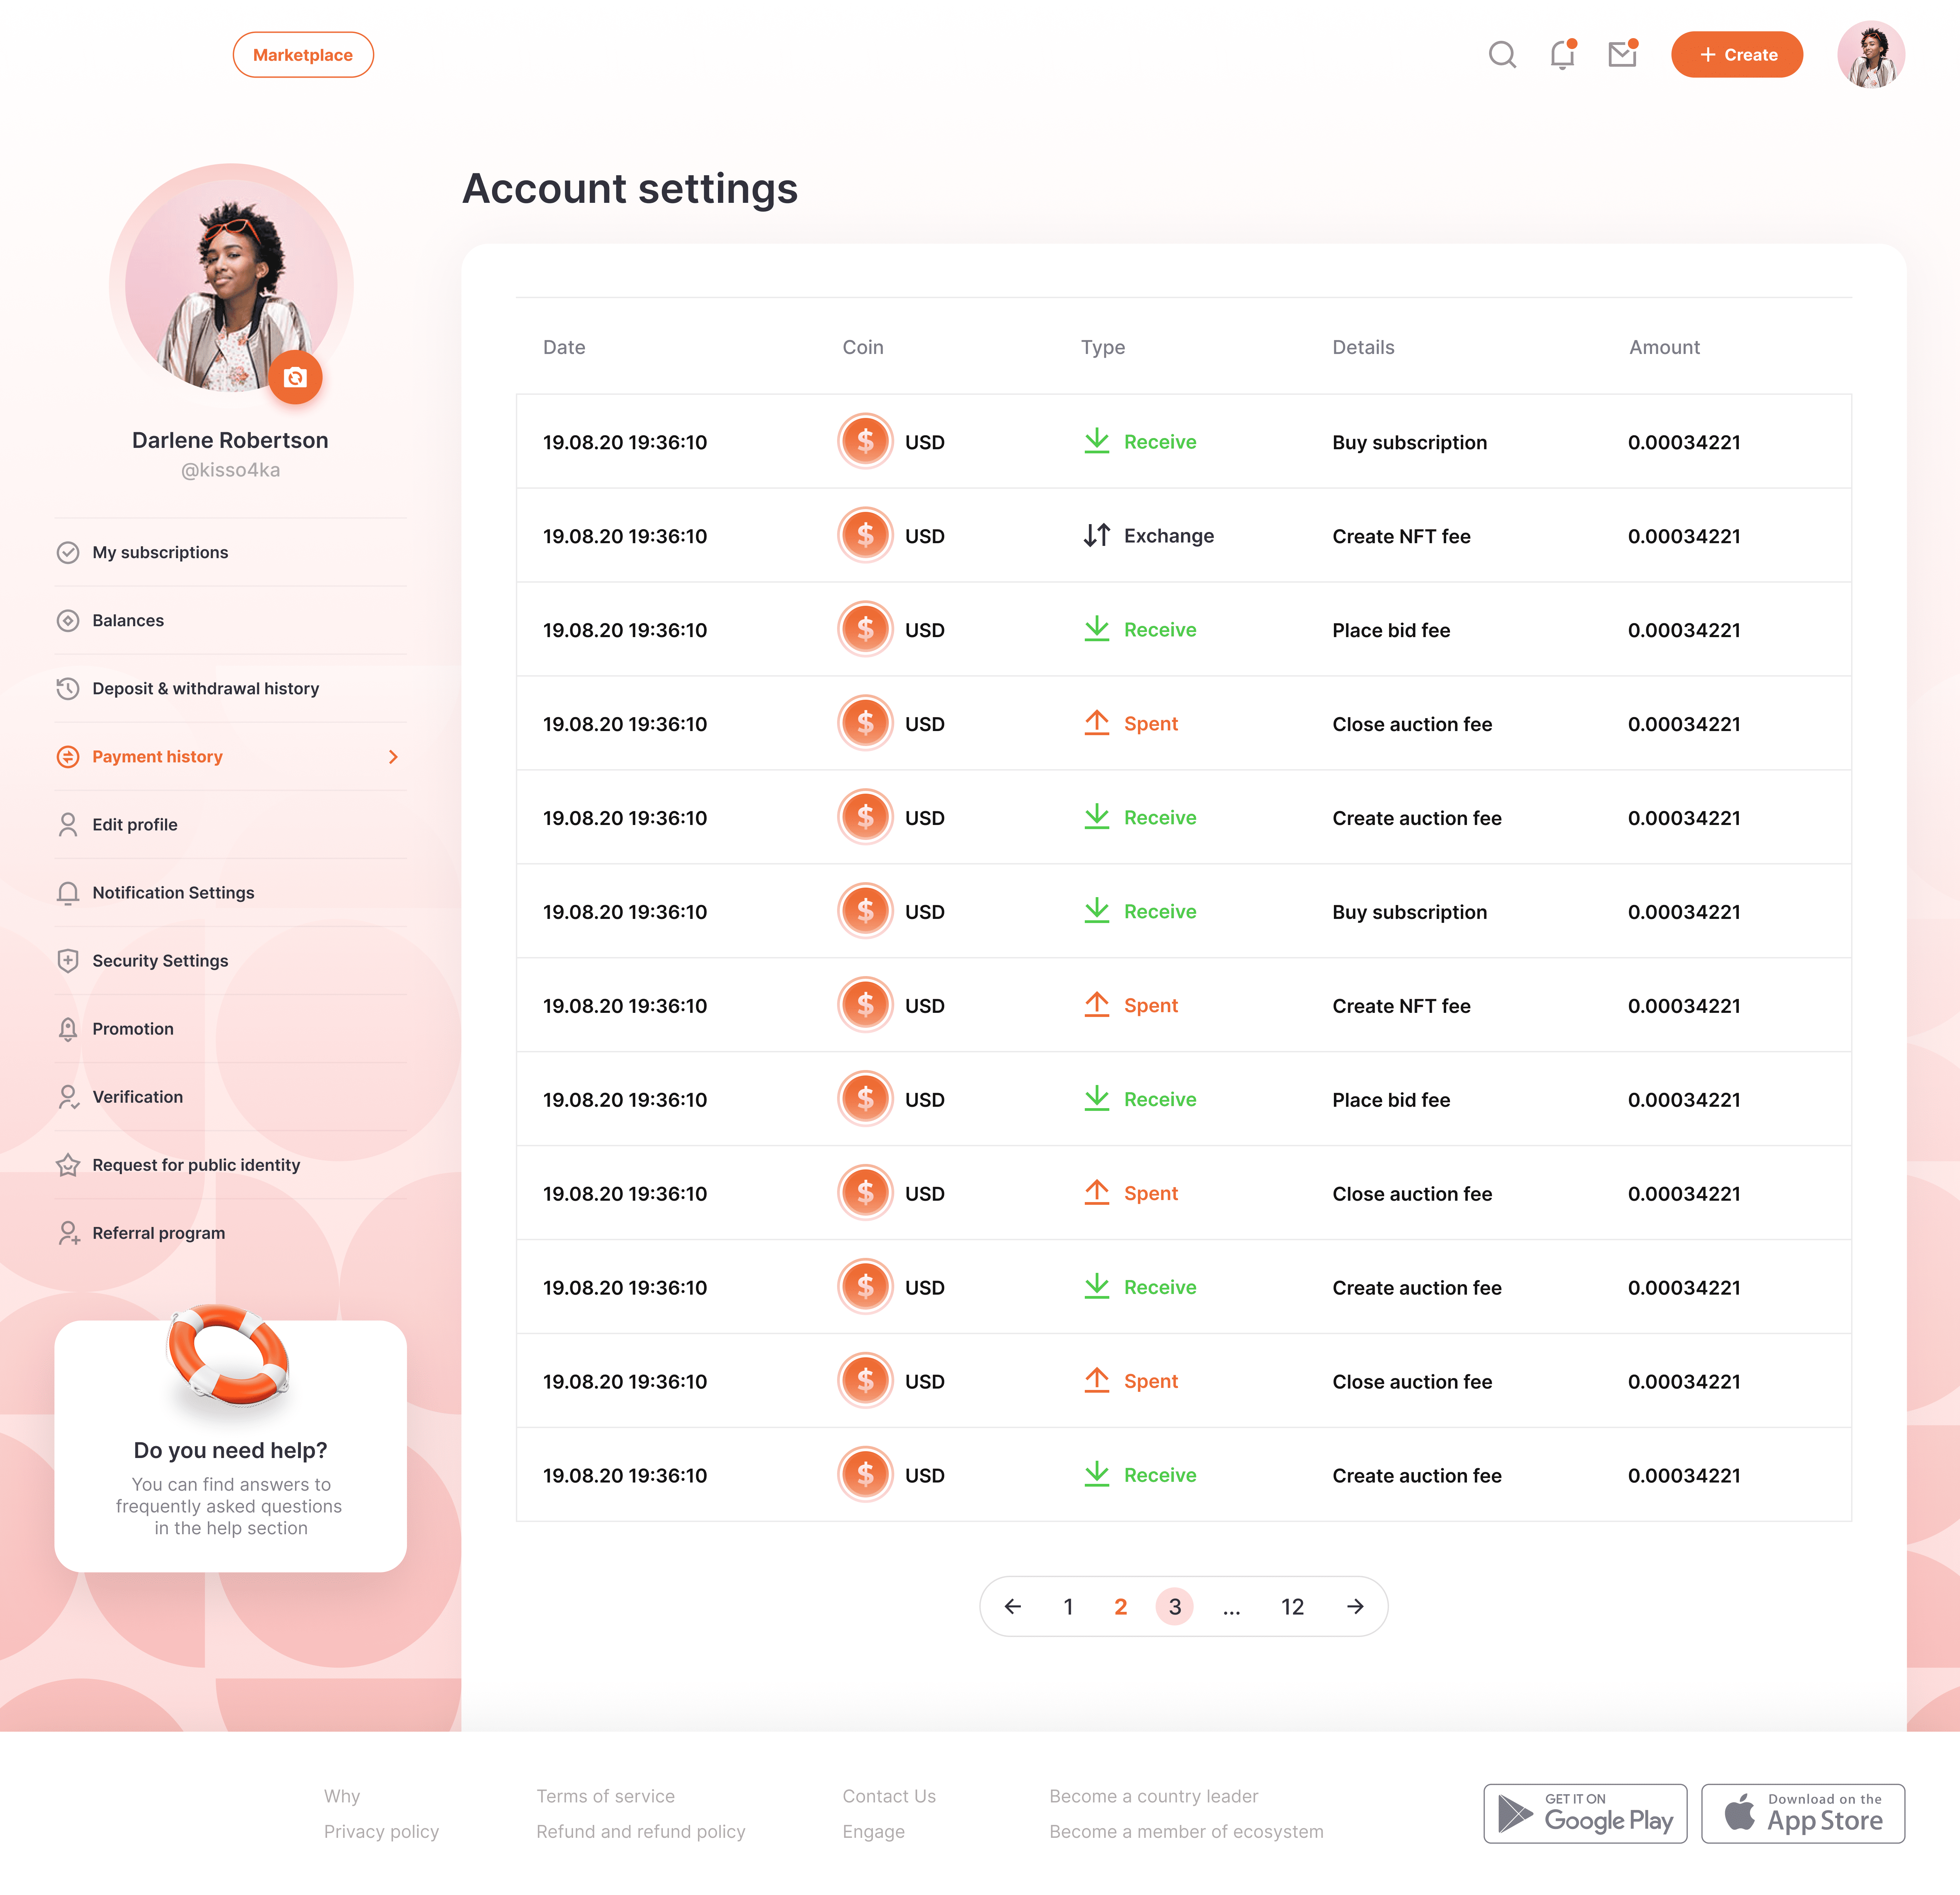 Marketplace
+ Create
Account settings
Darlene Robertson
@kisso4ka
My subscriptions
Balances
Deposit & withdrawal history
Payment history
Edit profile
Notification Settings
Security Settings
Promotion
Verification
Request for public identity
Referral program
Do you need help?
You can find answers to
frequently asked questions
in the help section
Date Coin Type Details Amount
19.08.20 19:36:10 $ USD Receive Buy subscription 0.00034221
19.08.20 19:36:10 $ USD Exchange Create NFT fee 0.00034221
19.08.20 19:36:10 $ USD Receive Place bid fee 0.00034221
19.08.20 19:36:10 $ USD Spent Close auction fee 0.00034221
19.08.20 19:36:10 $ USD Receive Create auction fee 0.00034221
19.08.20 19:36:10 $ USD Receive Buy subscription 0.00034221
19.08.20 19:36:10 $ USD Spent Create NFT fee 0.00034221
19.08.20 19:36:10 $ USD Receive Place bid fee 0.00034221
19.08.20 19:36:10 $ USD Spent Close auction fee 0.00034221
19.08.20 19:36:10 $ USD Receive Create auction fee 0.00034221
19.08.20 19:36:10 $ USD Spent Close auction fee 0.00034221
19.08.20 19:36:10 $ USD Receive Create auction fee 0.00034221
← 1 2 3 ... 12 →
Why
Privacy policy
Terms of service
Refund and refund policy
Contact Us
Engage
Become a country leader
Become a member of ecosystem
GET IT ON
Google Play
Download on the
App Store